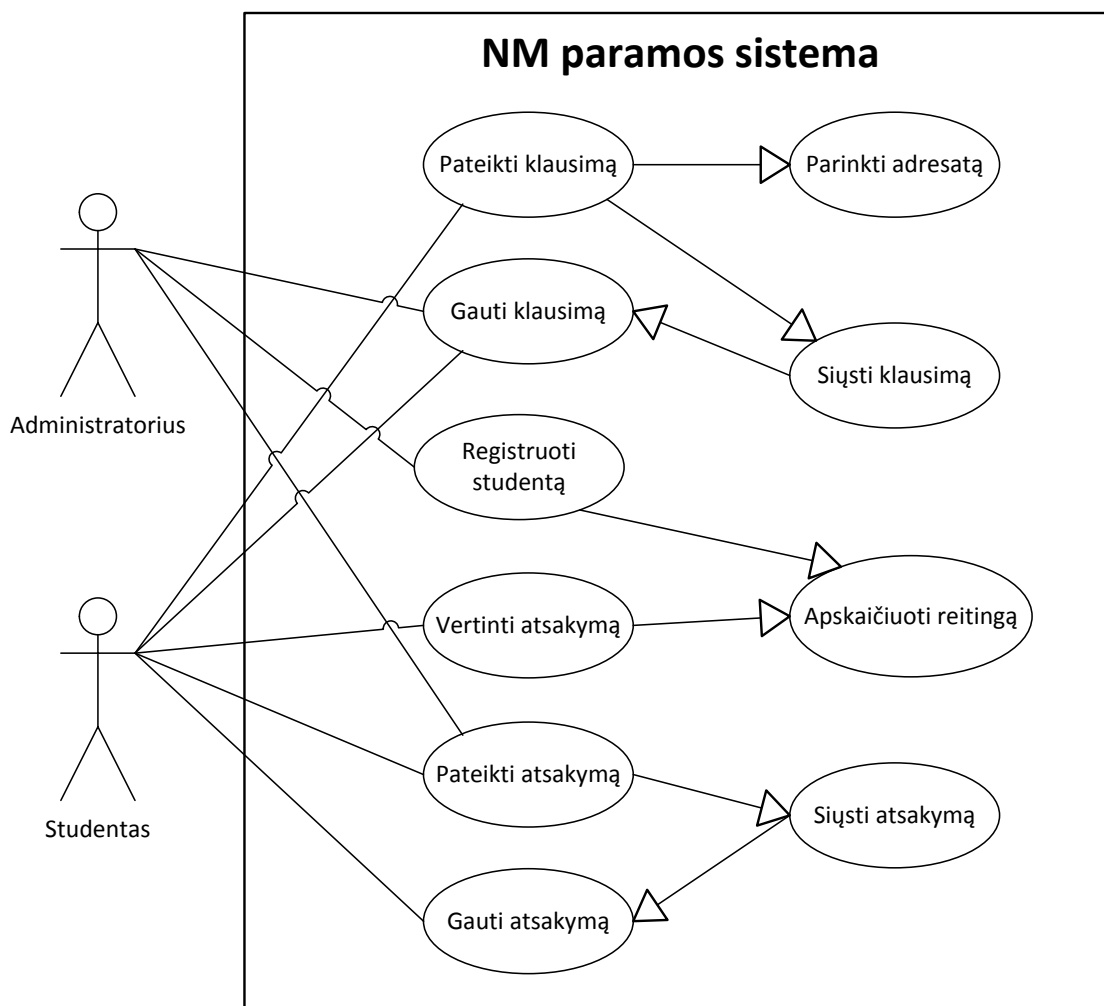 NM paramos sistema
Pateikti klausimą
Parinkti adresatą
Gauti klausimą
Siųsti klausimą
Administratorius
Registruoti
studentą
Vertinti atsakymą
Apskaičiuoti reitingą
Studentas
Pateikti atsakymą
Siųsti atsakymą
Gauti atsakymą